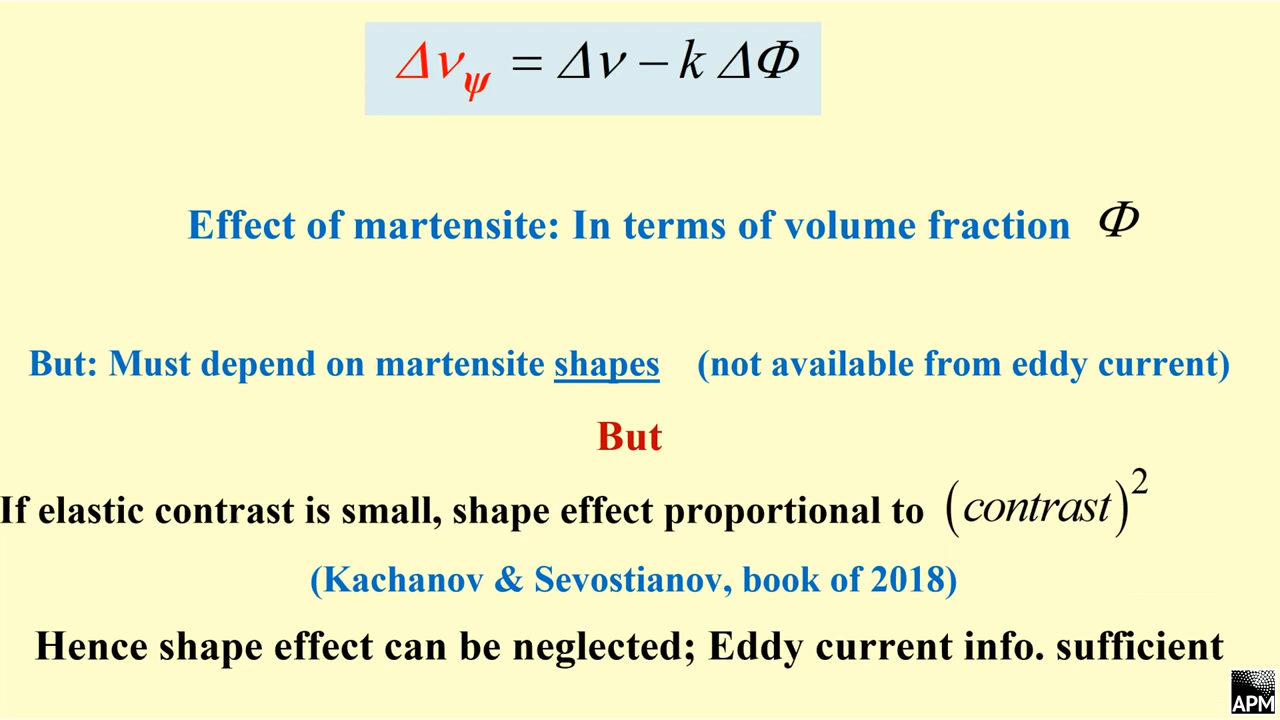 Δν_ψ = Δν − k ΔΦ
Effect of martensite: In terms of volume fraction Φ
But: Must depend on martensite shapes (not available from eddy current)
But
If elastic contrast is small, shape effect proportional to (contrast)²
(Kachanov & Sevostianov, book of 2018)
Hence shape effect can be neglected; Eddy current info. sufficient
APM